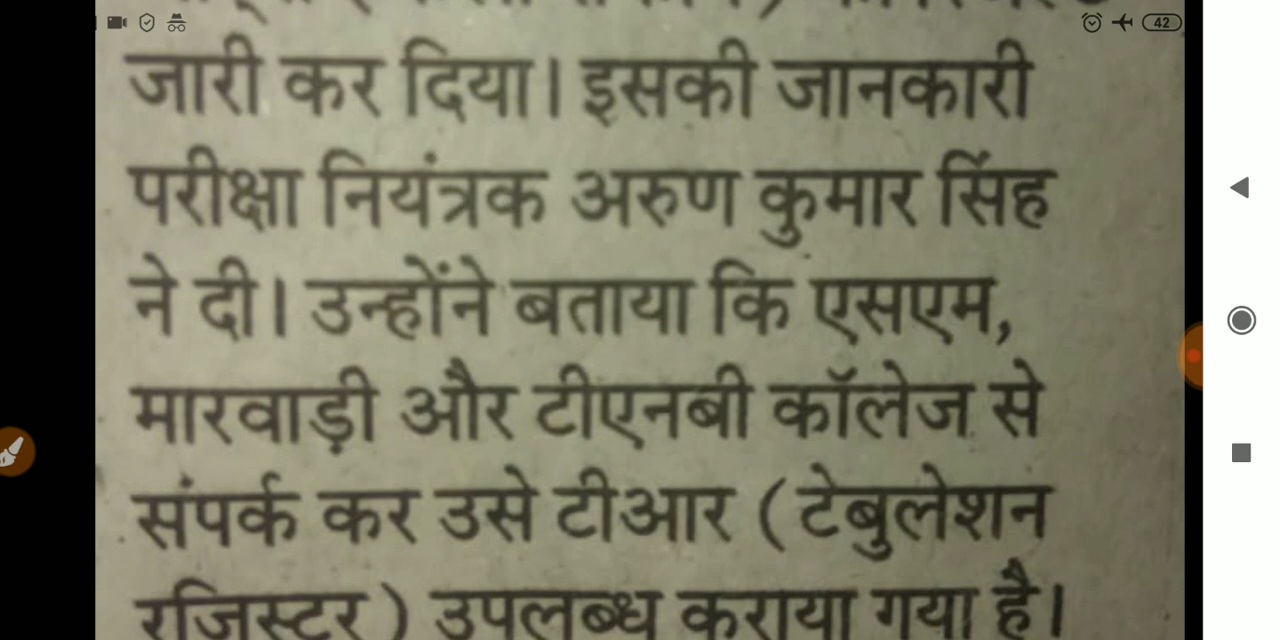 42
जारी कर दिया। इसकी जानकारी
परीक्षा नियंत्रक अरुण कुमार सिंह
ने दी। उन्होंने बताया कि एसएम,
मारवाड़ी और टीएनबी कॉलेज से
संपर्क कर उसे टीआर ( टेबुलेशन
रजिस्टर ) उपलब्ध कराया गया है।